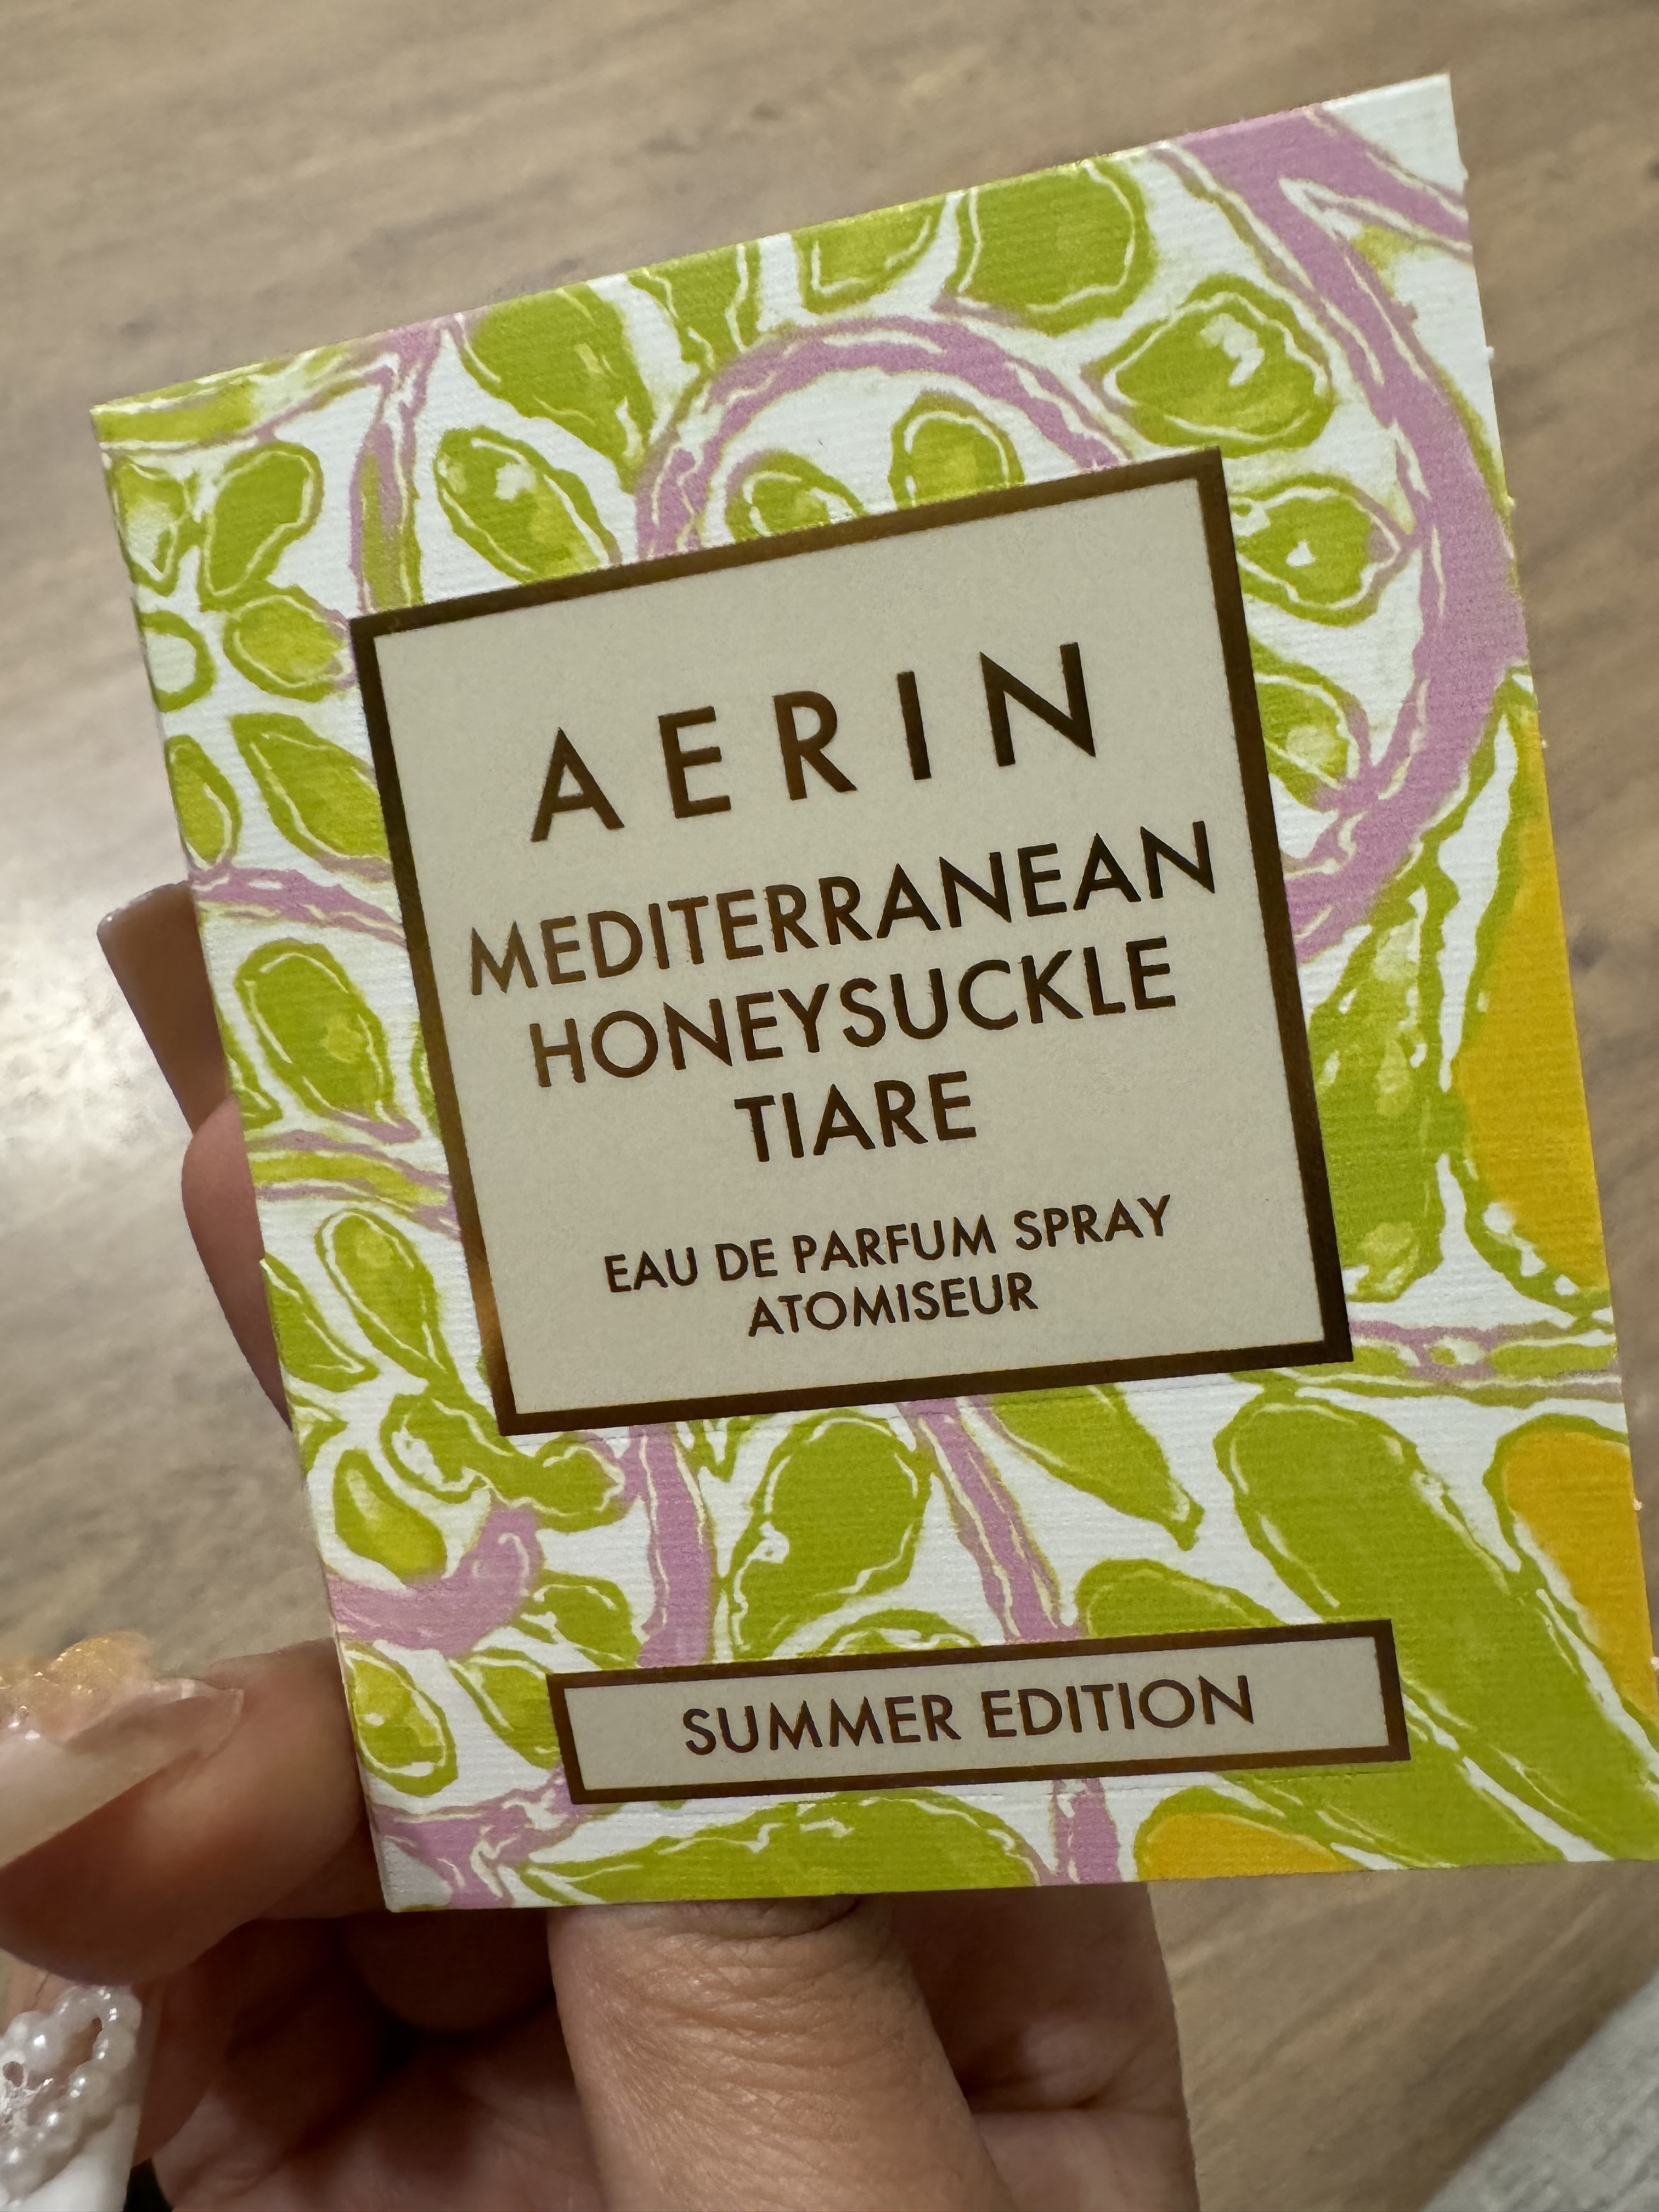 AERIN
MEDITERRANEAN
HONEYSUCKLE
TIARE
EAU DE PARFUM SPRAY
ATOMISEUR
SUMMER EDITION